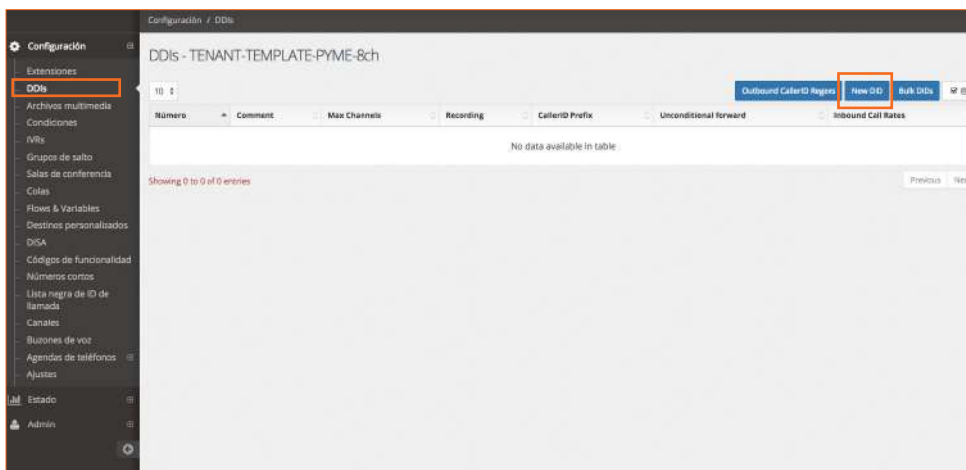 Configuración / DDIs
Configuración
Extensiones
DDIs
Archivos multimedia
Condiciones
IVRs
Grupos de salto
Salas de conferencia
Colas
Flows & Variables
Destinos personalizados
DISA
Códigos de funcionalidad
Números cortos
Lista negra de ID de
llamada
Canales
Buzones de voz
Agendas de teléfonos
Ajustes
Estado
Admin
DDIs - TENANT-TEMPLATE-PYME-8ch
10
Outbound CallerID Regexs New DID Bulk DIDs
Número Comment Max Channels Recording CallerID Prefix Unconditional forward Inbound Call Rates
No data available in table
Showing 0 to 0 of 0 entries
Previous